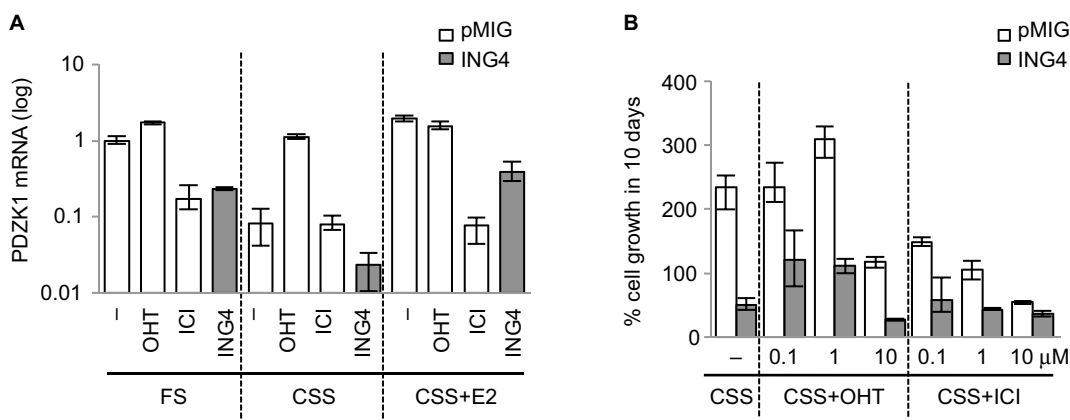 A
pMIG
ING4
PDZK1 mRNA (log)
10
1
0.1
0.01
–
OHT
ICI
ING4
–
OHT
ICI
ING4
–
OHT
ICI
ING4
FS
CSS
CSS+E2
B
pMIG
ING4
% cell growth in 10 days
400
300
200
100
0
– 0.1 1 10 0.1 1 10 μM
CSS CSS+OHT CSS+ICI